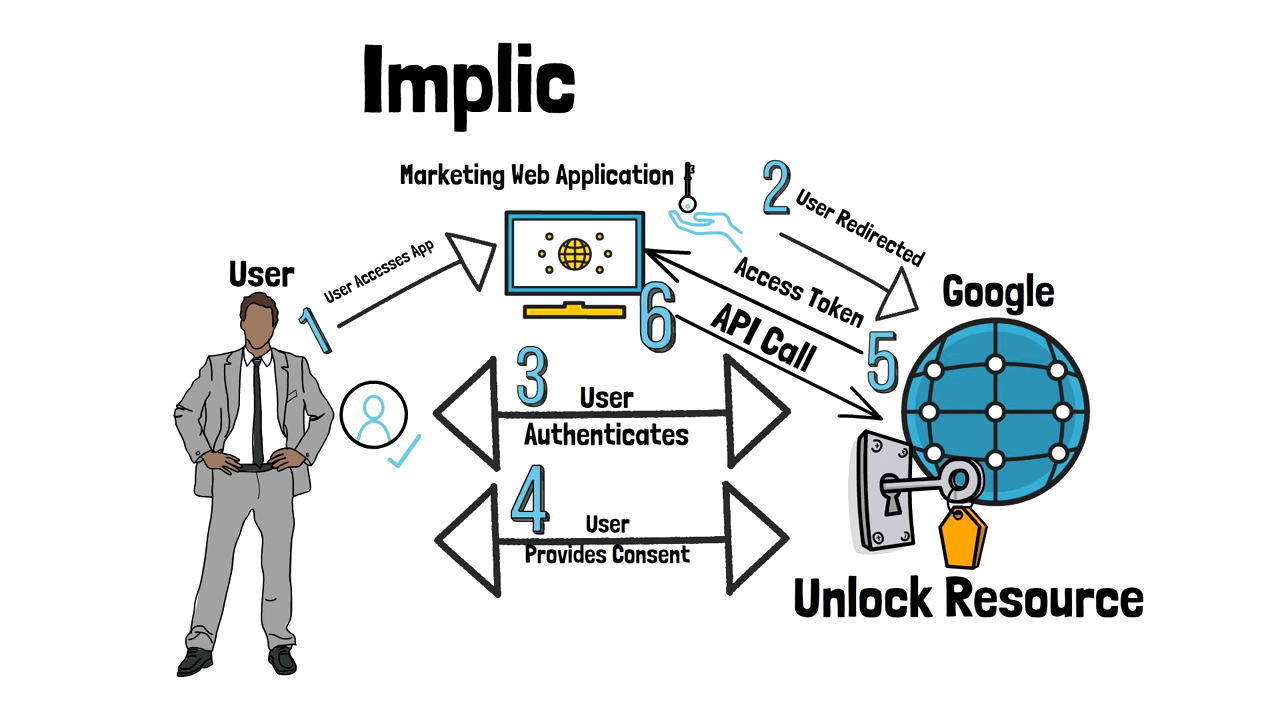 Implic
Marketing Web Application
2
User Redirected
User Accesses App
User
1
Access Token
Google
6
API Call
5
3
User
Authenticates
4
User
Provides Consent
Unlock Resource